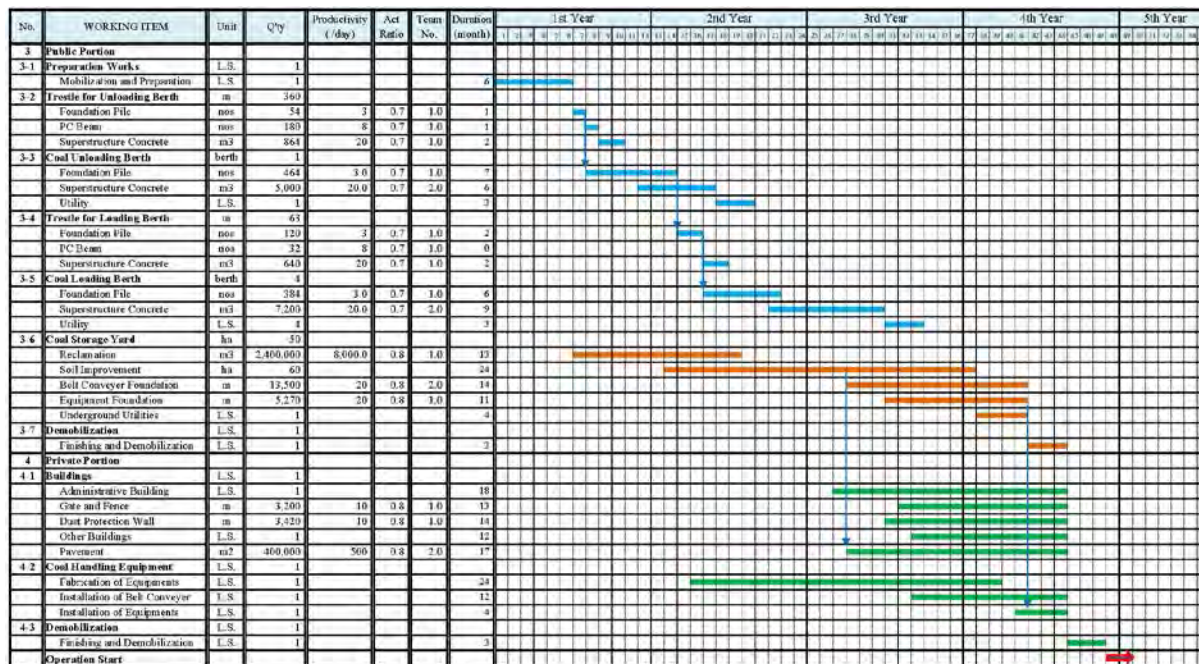 No. WORKING ITEM Unit Q'ty Productivity (/day) Act Ratio Team No. Duration (month) 1st Year 2nd Year 3rd Year 4th Year 5th Year
3 Public Portion
3-1 Preparation Works L.S. 1
Mobilization and Preparation L.S. 1 6
3-2 Trestle for Unloading Berth m 360
Foundation Pile nos 54 3 0.7 1.0 1
PC Beam nos 180 8 0.7 1.0 1
Superstructure Concrete m3 864 20 0.7 1.0 2
3-3 Coal Unloading Berth berth 1
Foundation Pile nos 464 3.0 0.7 1.0 7
Superstructure Concrete m3 5,000 20.0 0.7 2.0 6
Utility L.S. 1 3
3-4 Trestle for Loading Berth m 63
Foundation Pile nos 120 3 0.7 1.0 2
PC Beam nos 32 8 0.7 1.0 0
Superstructure Concrete m3 640 20 0.7 1.0 2
3-5 Coal Loading Berth berth 4
Foundation Pile nos 384 3.0 0.7 1.0 6
Superstructure Concrete m3 7,200 20.0 0.7 2.0 9
Utility L.S. 4 3
3-6 Coal Storage Yard ha 50
Reclamation m3 2,400,000 8,000.0 0.8 1.0 13
Soil Improvement ha 60 24
Belt Conveyer Foundation m 13,500 20 0.8 2.0 14
Equipment Foundation m 5,270 20 0.8 1.0 11
Underground Utilities L.S. 1 4
3-7 Demobilization L.S. 1
Finishing and Demobilization L.S. 1 3
4 Private Portion
4-1 Buildings L.S. 1
Administrative Building L.S. 1 18
Gate and Fence m 3,200 10 0.8 1.0 13
Dust Protection Wall m 3,420 10 0.8 1.0 14
Other Buildings L.S. 1 12
Pavement m2 400,000 500 0.8 2.0 17
4-2 Coal Handling Equipment L.S. 1
Fabrication of Equipments L.S. 1 24
Installation of Belt Conveyer L.S. 1 12
Installation of Equipments L.S. 1 4
4-3 Demobilization L.S. 1
Finishing and Demobilization L.S. 1 3
Operation Start